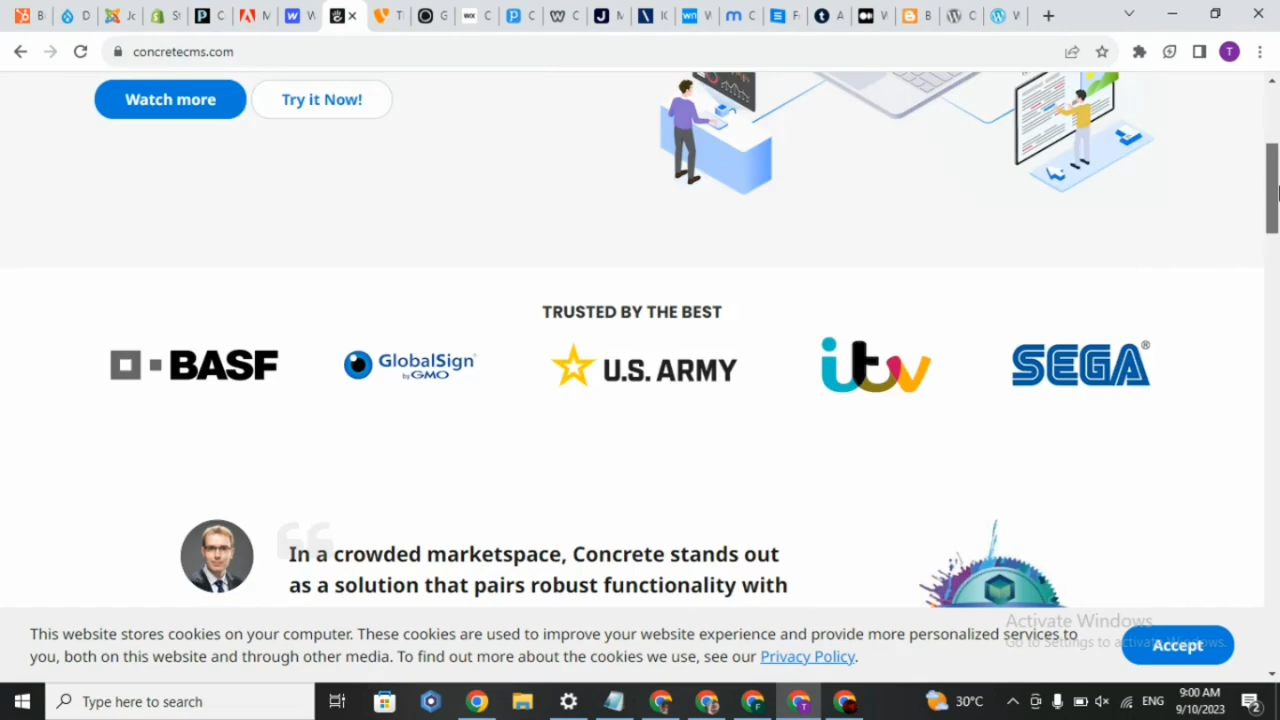 B
D
Jo
S
C
M
W
T
G
C
C
C
M
IC
W
C
F
A
W
B
C
W
concretecms.com
T
Watch more
Try it Now!
TRUSTED BY THE BEST
BASF
GlobalSign
by GMO
U.S. ARMY
itv
SEGA®
In a crowded marketspace, Concrete stands out
as a solution that pairs robust functionality with
This website stores cookies on your computer. These cookies are used to improve your website experience and provide more personalized services to
you, both on this website and through other media. To find out more about the cookies we use, see our Privacy Policy.
Accept
Activate Windows
Go to Settings to activate Windows.
Type here to search
30°C
ENG
9:00 AM
9/10/2023
2